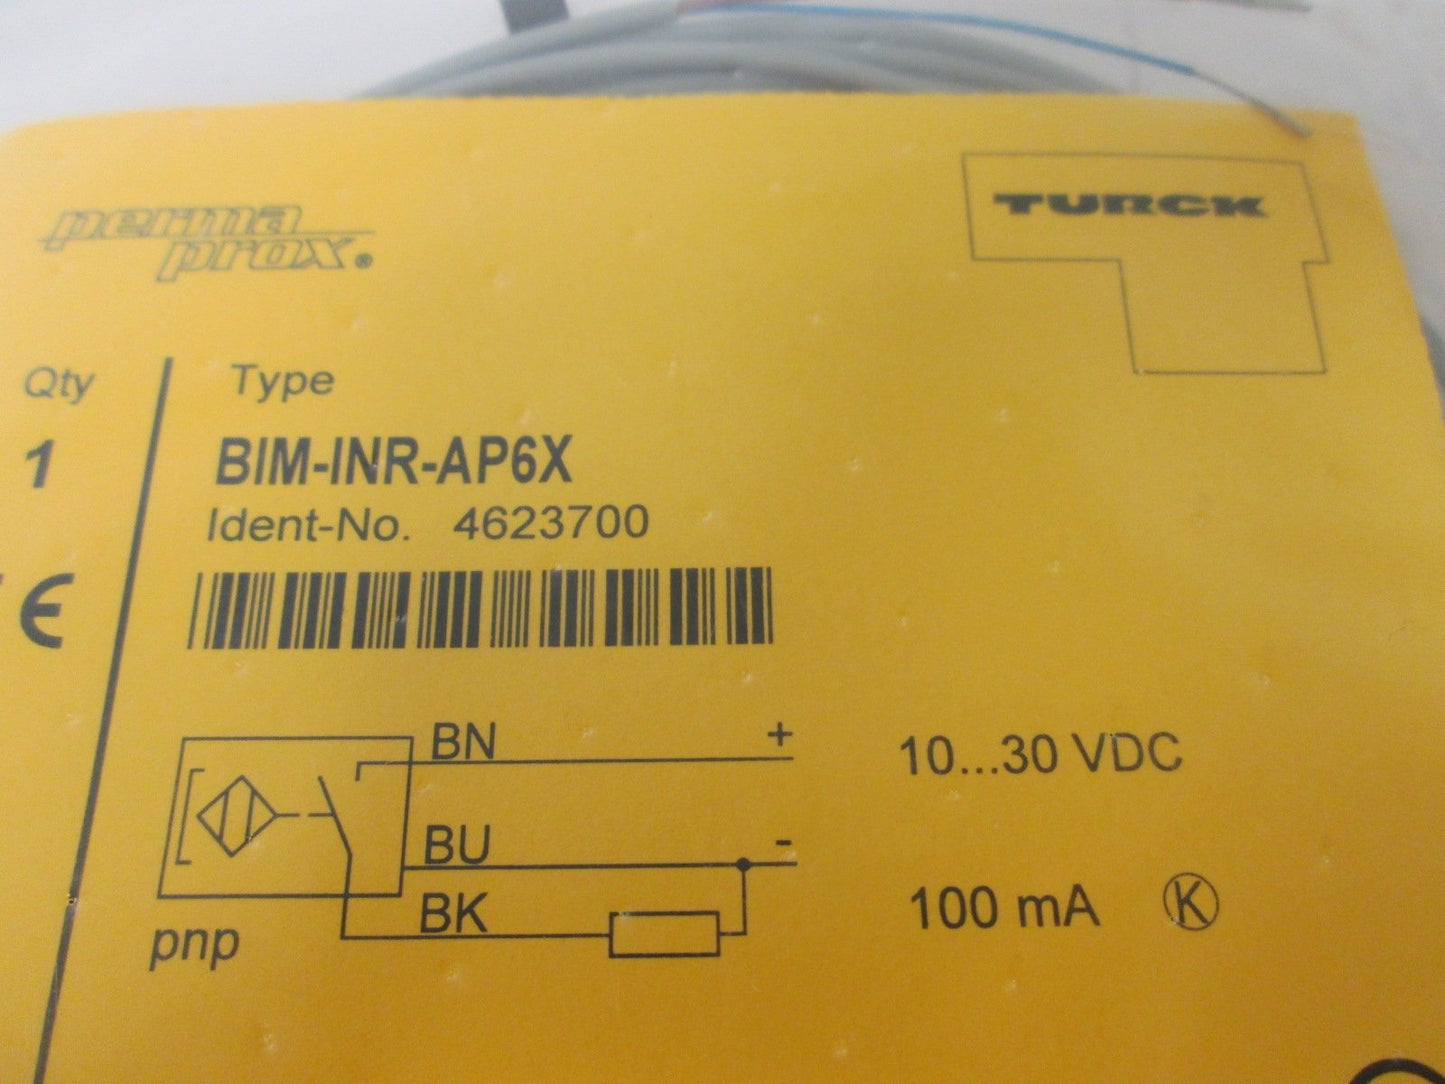 perma
prox®
TURCK
Qty
Type
1
BIM-INR-AP6X
Ident-No. 4623700
CE
BN
+
10...30 VDC
BU
-
BK
100 mA K
pnp